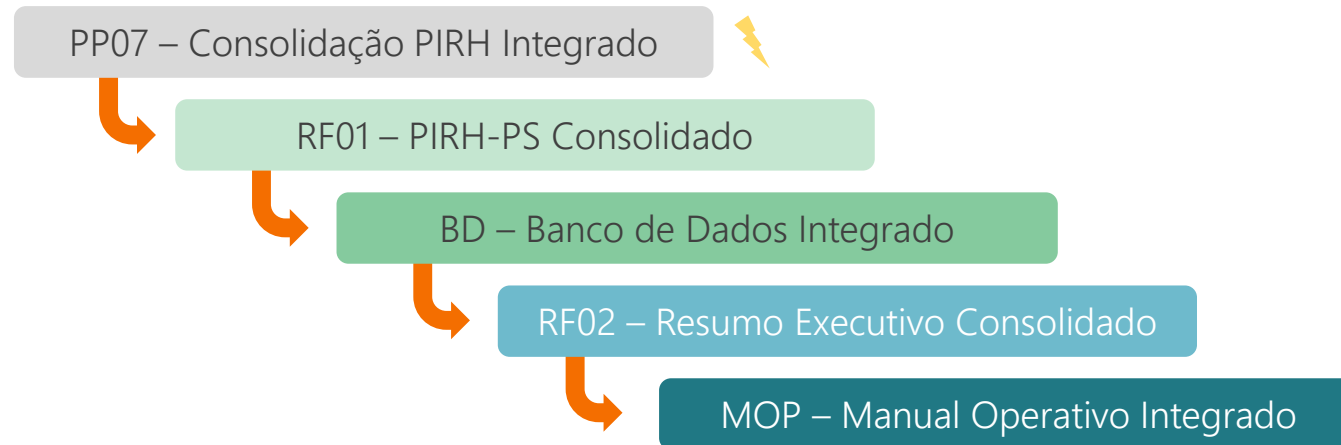 PP07 – Consolidação PIRH Integrado
RF01 – PIRH-PS Consolidado
BD – Banco de Dados Integrado
RF02 – Resumo Executivo Consolidado
MOP – Manual Operativo Integrado